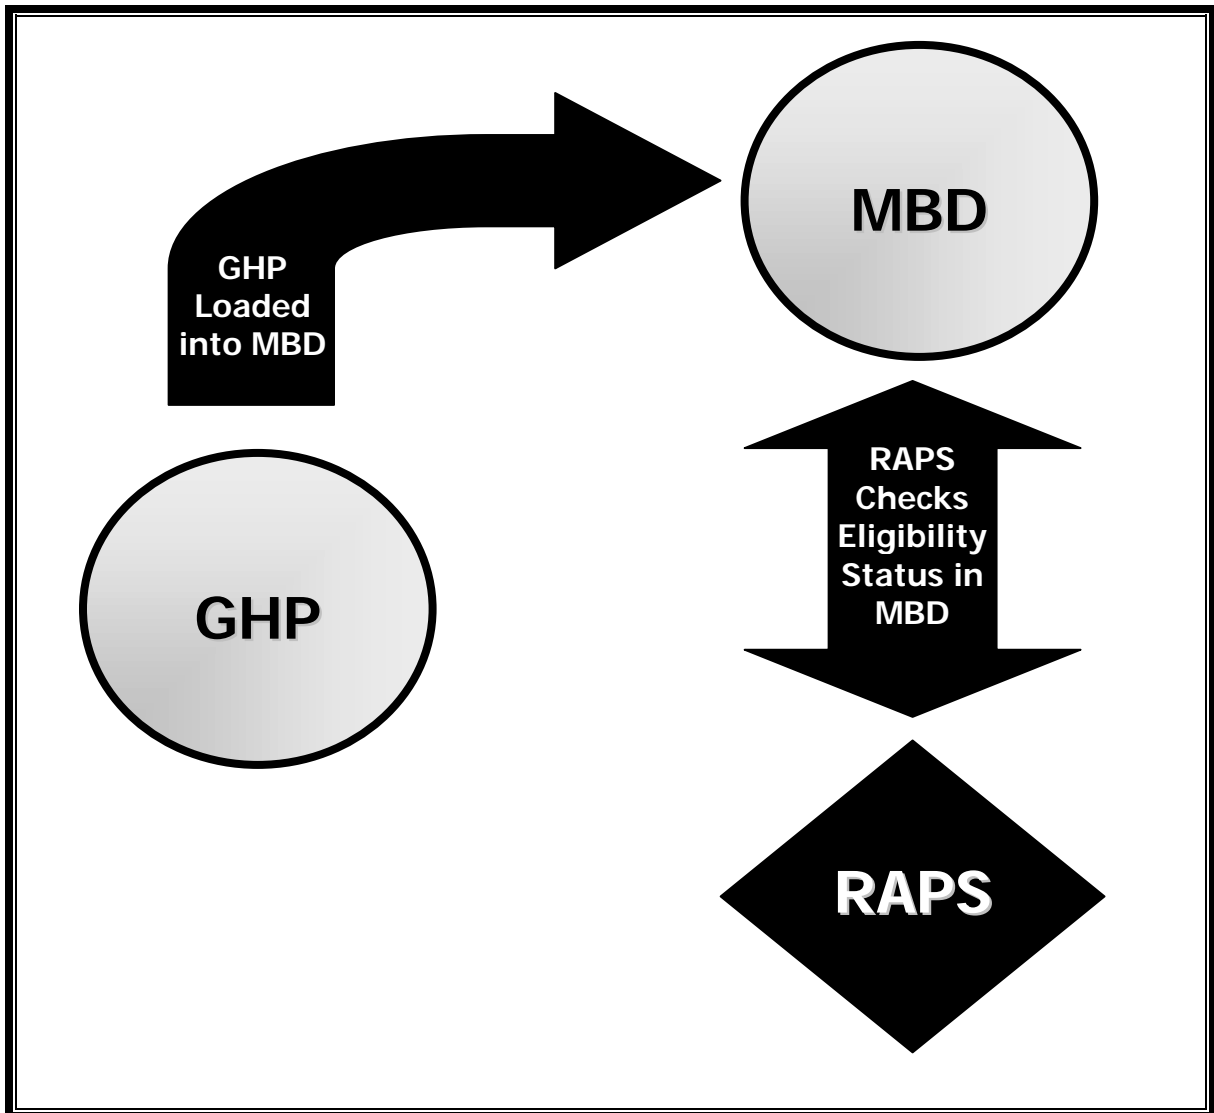 MBD
GHP
Loaded
into MBD
RAPS
Checks
Eligibility
Status in
MBD
GHP
RAPS